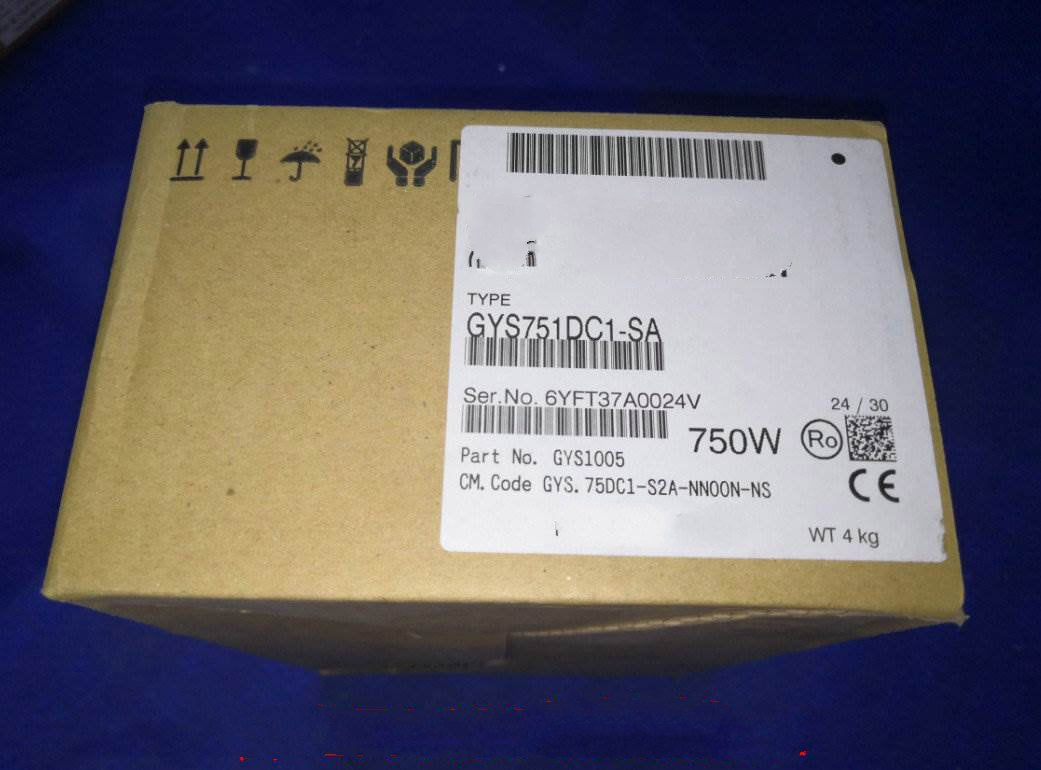 TYPE
GYS751DC1-SA
Ser.No. 6YFT37A0024V
24 / 30
750W
Ro
Part No. GYS1005
CM.Code GYS.75DC1-S2A-NN00N-NS
CE
WT 4 kg